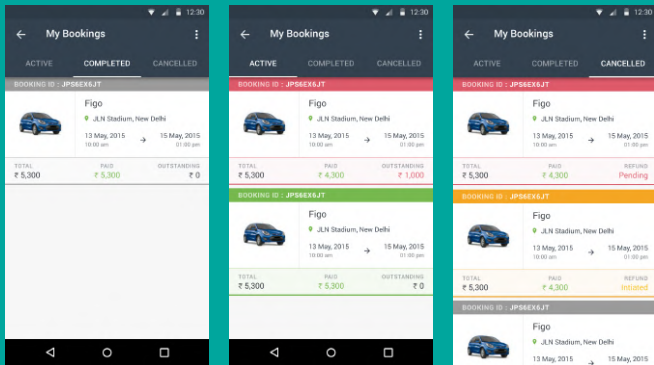 12:30
My Bookings
ACTIVE COMPLETED CANCELLED
BOOKING ID : JPS6EX6JT
Figo
JLN Stadium, New Delhi
13 May, 2015 → 15 May, 2015
10:00 am 01:00 pm
TOTAL PAID OUTSTANDING
₹ 5,300 ₹ 5,300 ₹ 0
12:30
My Bookings
ACTIVE COMPLETED CANCELLED
BOOKING ID : JPS6EX6JT
Figo
JLN Stadium, New Delhi
13 May, 2015 → 15 May, 2015
10:00 am 01:00 pm
TOTAL PAID OUTSTANDING
₹ 5,300 ₹ 4,300 ₹ 1,000
BOOKING ID : JPS6EX6JT
Figo
JLN Stadium, New Delhi
13 May, 2015 → 15 May, 2015
10:00 am 01:00 pm
TOTAL PAID OUTSTANDING
₹ 5,300 ₹ 5,300 ₹ 0
12:30
My Bookings
ACTIVE COMPLETED CANCELLED
BOOKING ID : JPS6EX6JT
Figo
JLN Stadium, New Delhi
13 May, 2015 → 15 May, 2015
10:00 am 01:00 pm
TOTAL PAID REFUND
₹ 5,300 ₹ 4,300 Pending
BOOKING ID : JPS6EX6JT
Figo
JLN Stadium, New Delhi
13 May, 2015 → 15 May, 2015
10:00 am 01:00 pm
TOTAL PAID REFUND
₹ 5,300 ₹ 4,300 Intiated
BOOKING ID : JPS6EX6JT
Figo
JLN Stadium, New Delhi
13 May, 2015 → 15 May, 2015